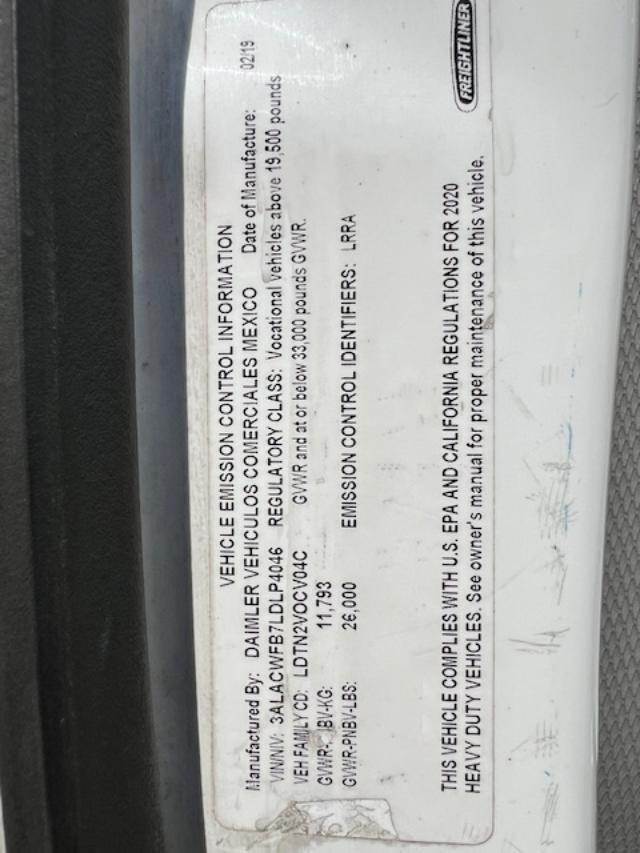 FREIGHTLINER
VEHICLE EMISSION CONTROL INFORMATION
Manufactured By: DAIMLER VEHICULOS COMERCIALES MEXICO Date of Manufacture: 02/19
VIN/NIV: 3ALACWFB7LDLP4046 REGULATORY CLASS: Vocational vehicles above 19,500 pounds
VEH FAMILY CD: LDTN2VOCV04C GVWR and at or below 33,000 pounds GVWR.
GVWR- BV-KG: 11,793
GVWR-PNBV-LBS: 26,000 EMISSION CONTROL IDENTIFIERS: LRRA
THIS VEHICLE COMPLIES WITH U.S. EPA AND CALIFORNIA REGULATIONS FOR 2020
HEAVY DUTY VEHICLES. See owner's manual for proper maintenance of this vehicle.